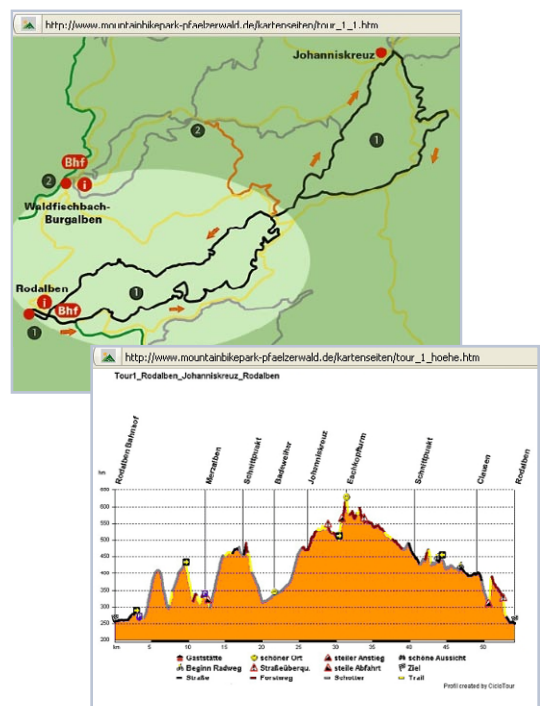 http://www.mountainbikepark-pfaelzerwald.de/kartenseiten/tour_1_1.htm
Johanniskreuz
2
1
Bhf
2
i
Waldfischbach-
Burgalben
Rodalben
i
1
Bhf
1
http://www.mountainbikepark-pfaelzerwald.de/kartenseiten/tour_1_hoehe.htm
Tour1_Rodalben_Johanniskreuz_Rodalben
Rodalben Bahnhof
Merzalben
Schnittpunkt
Badnweiher
Johanniskreuz
Eschkopfturm
Schnittpunkt
Clausen
Rodalben
hm
650
600
550
500
450
400
350
300
250
200
km 5 10 15 20 25 30 35 40 45 50
Gaststätte schöner Ort steiler Anstieg schöne Aussicht
Beginn Radweg Straßenüberqu. steile Abfahrt Ziel
Straße Forstweg Schotter Trail
Profil created by CicloTour